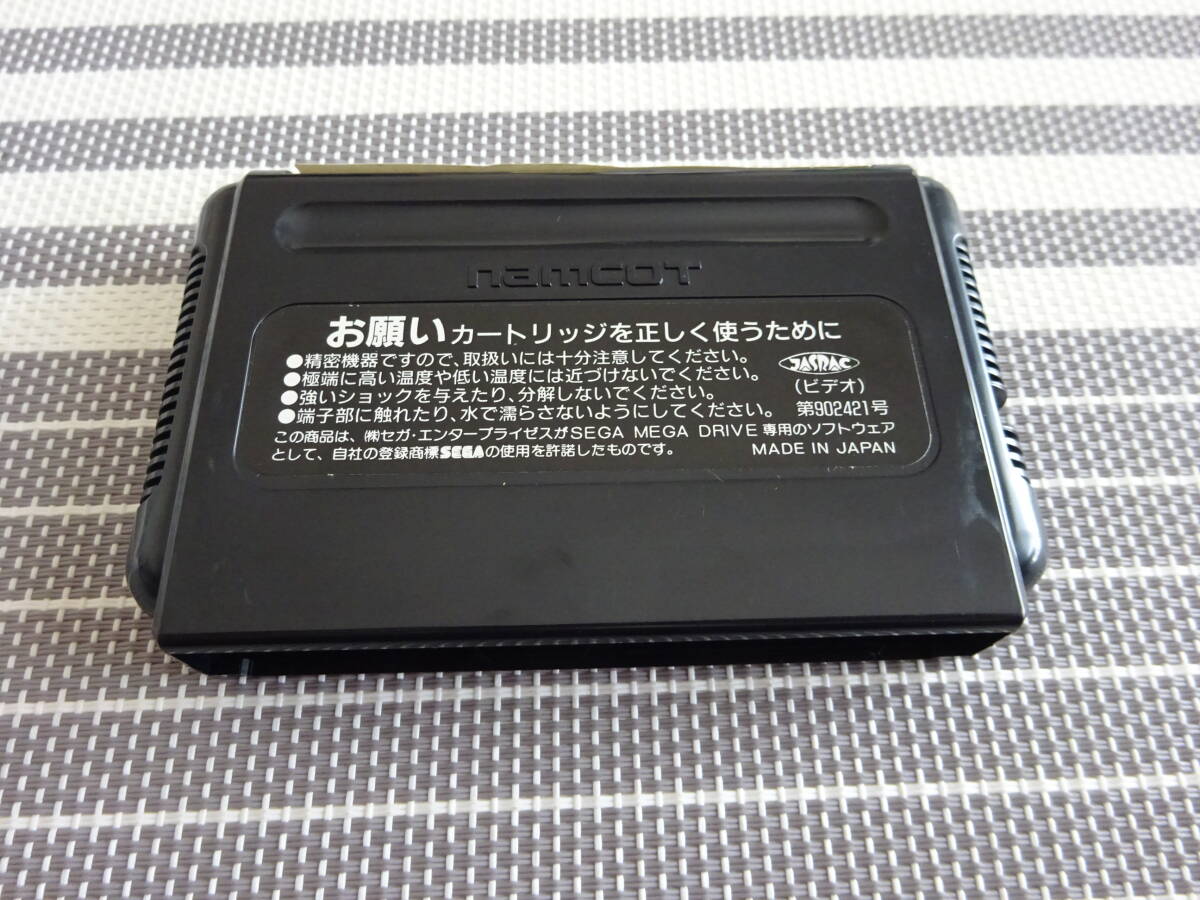 namcot
お願い カートリッジを正しく使うために
●精密機器ですので、取扱いには十分注意してください。
●極端に高い温度や低い温度には近づけないでください。
●強いショックを与えたり、分解しないでください。
●端子部に触れたり、水で濡らさないようにしてください。
JASRAC
(ビデオ)
第902421号
この商品は、㈱セガ・エンタープライゼスがSEGA MEGA DRIVE専用のソフトウェア
として、自社の登録商標SEGAの使用を許諾したものです。
MADE IN JAPAN